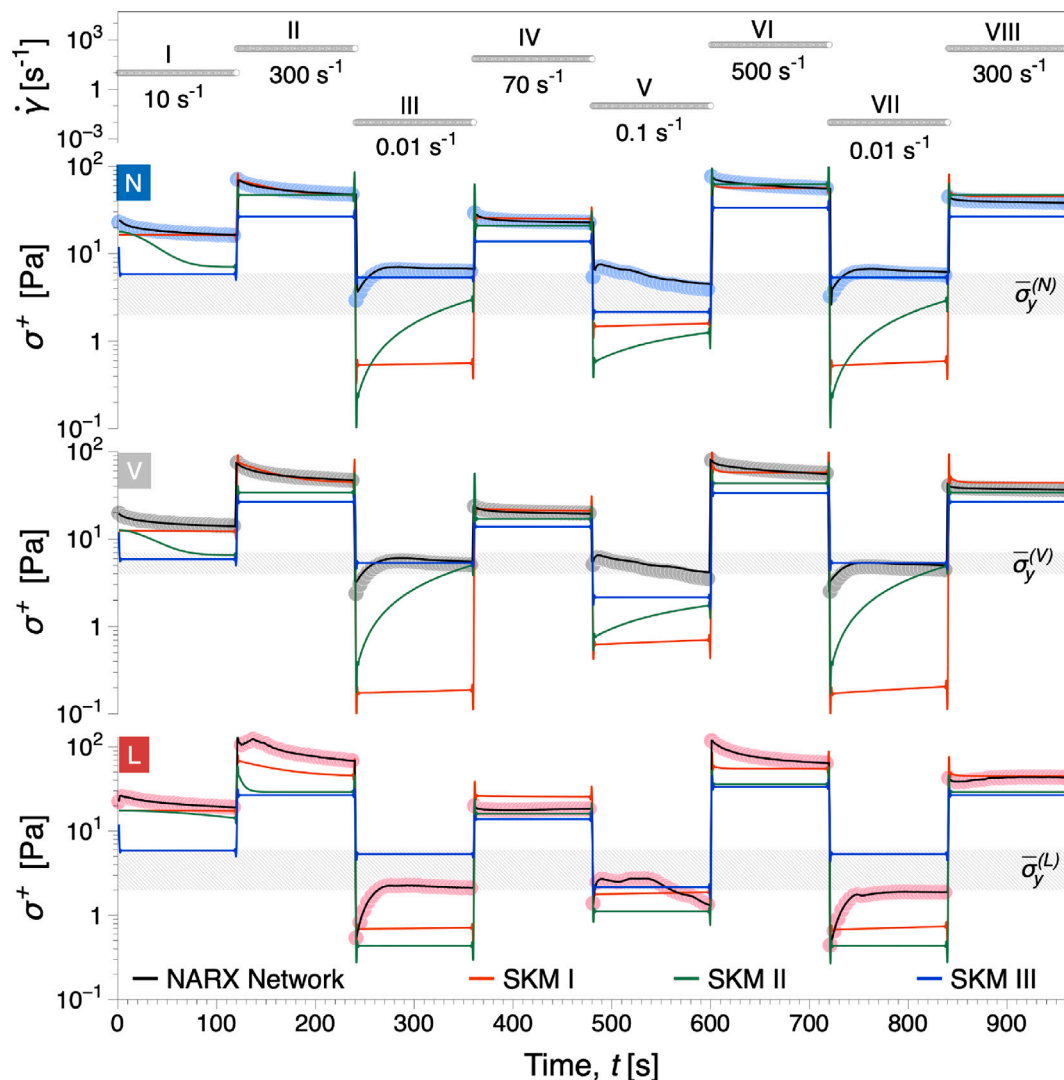 γ̇ [s⁻¹]
10³
1
10⁻³
I
10 s⁻¹
II
300 s⁻¹
III
0.01 s⁻¹
IV
70 s⁻¹
V
0.1 s⁻¹
VI
500 s⁻¹
VII
0.01 s⁻¹
VIII
300 s⁻¹
N
σ⁺ [Pa]
10²
10¹
1
10⁻¹
σ̅_y^(N)
V
σ⁺ [Pa]
10²
10¹
1
10⁻¹
σ̅_y^(V)
L
σ⁺ [Pa]
10²
10¹
1
10⁻¹
σ̅_y^(L)
NARX Network SKM I SKM II SKM III
0 100 200 300 400 500 600 700 800 900
Time, t [s]